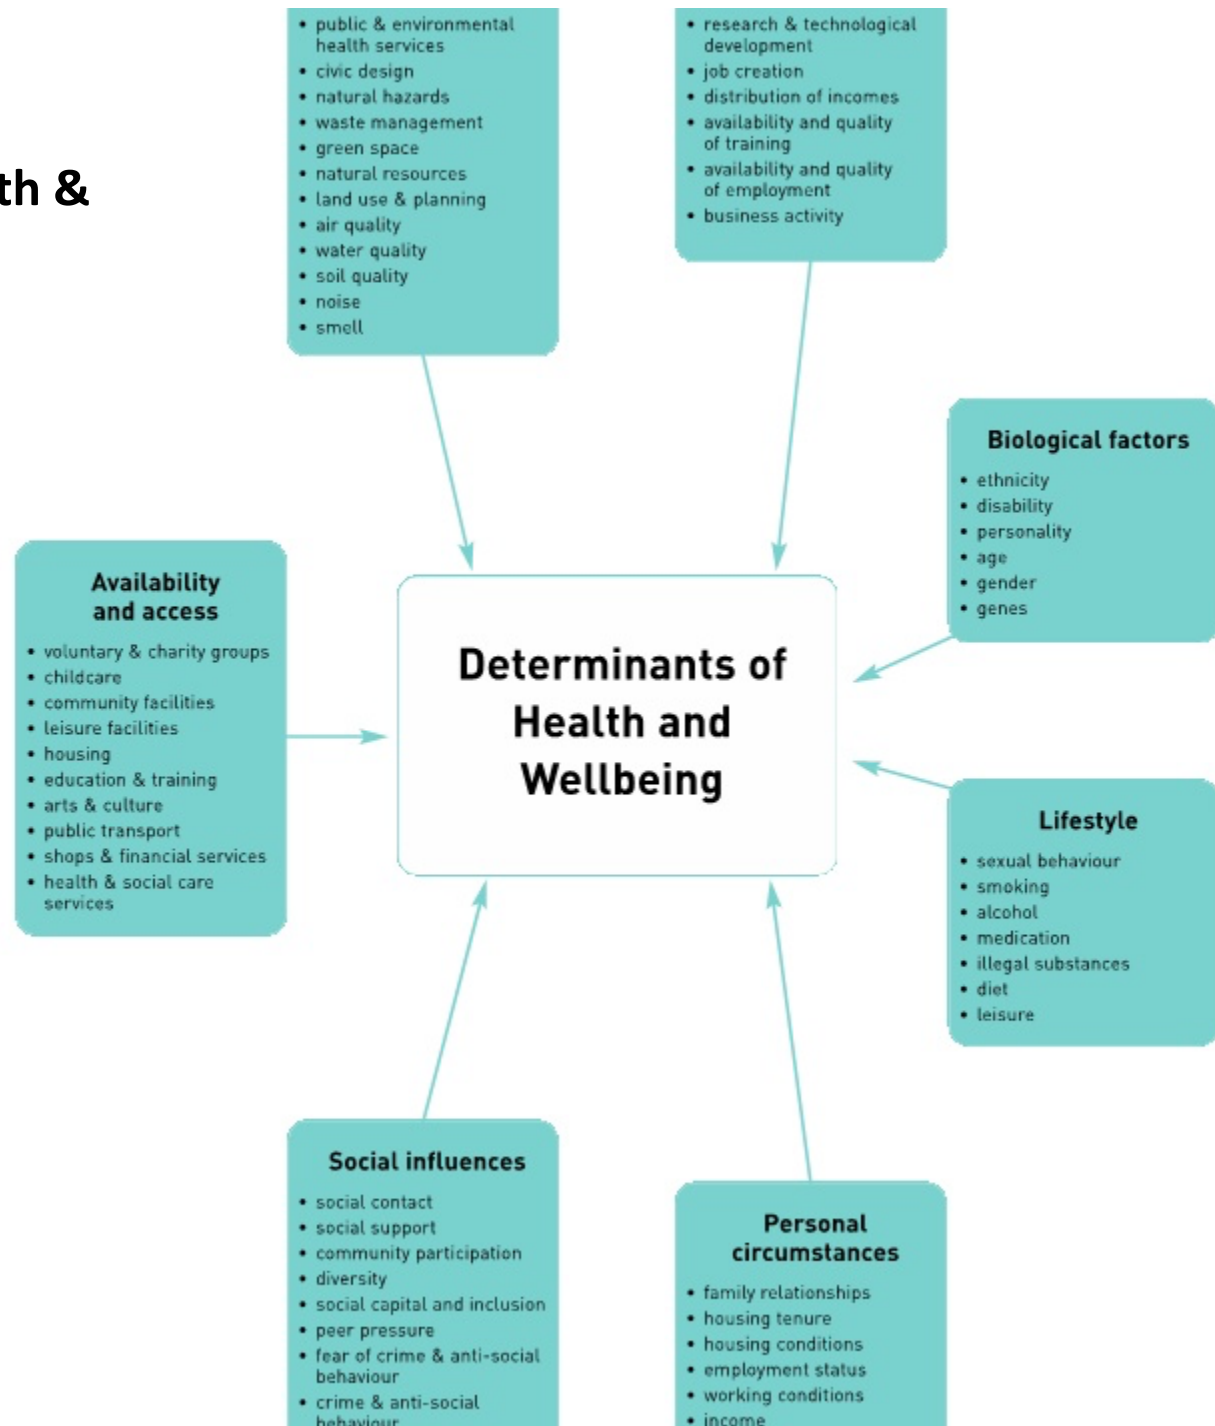 • public & environmental
health services
• civic design
• natural hazards
• waste management
• green space
• natural resources
• land use & planning
• air quality
• water quality
• soil quality
• noise
• smell
• research & technological
development
• job creation
• distribution of incomes
• availability and quality
of training
• availability and quality
of employment
• business activity
th &
Biological factors
• ethnicity
• disability
• personality
• age
• gender
• genes
Availability
and access
• voluntary & charity groups
• childcare
• community facilities
• leisure facilities
• housing
• education & training
• arts & culture
• public transport
• shops & financial services
• health & social care
services
Determinants of
Health and
Wellbeing
Lifestyle
• sexual behaviour
• smoking
• alcohol
• medication
• illegal substances
• diet
• leisure
Social influences
• social contact
• social support
• community participation
• diversity
• social capital and inclusion
• peer pressure
• fear of crime & anti-social
behaviour
• crime & anti-social
behaviour
Personal
circumstances
• family relationships
• housing tenure
• housing conditions
• employment status
• working conditions
• income